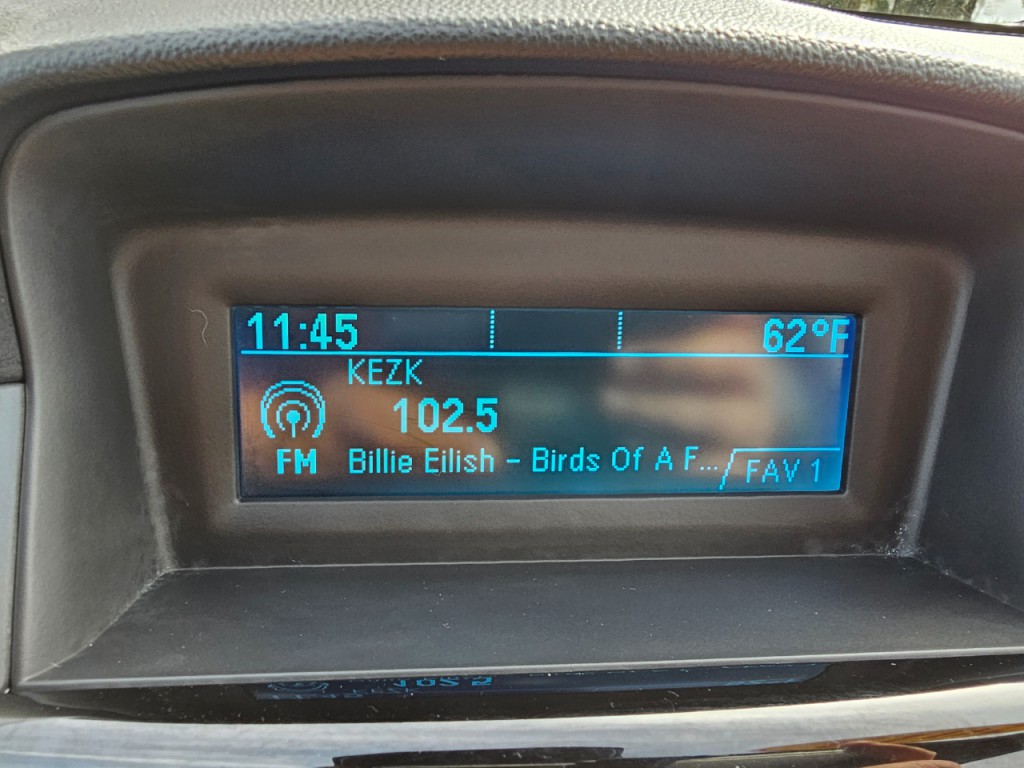 11:45 62°F
KEZK
102.5
FM Billie Eilish - Birds Of A F... FAV 1